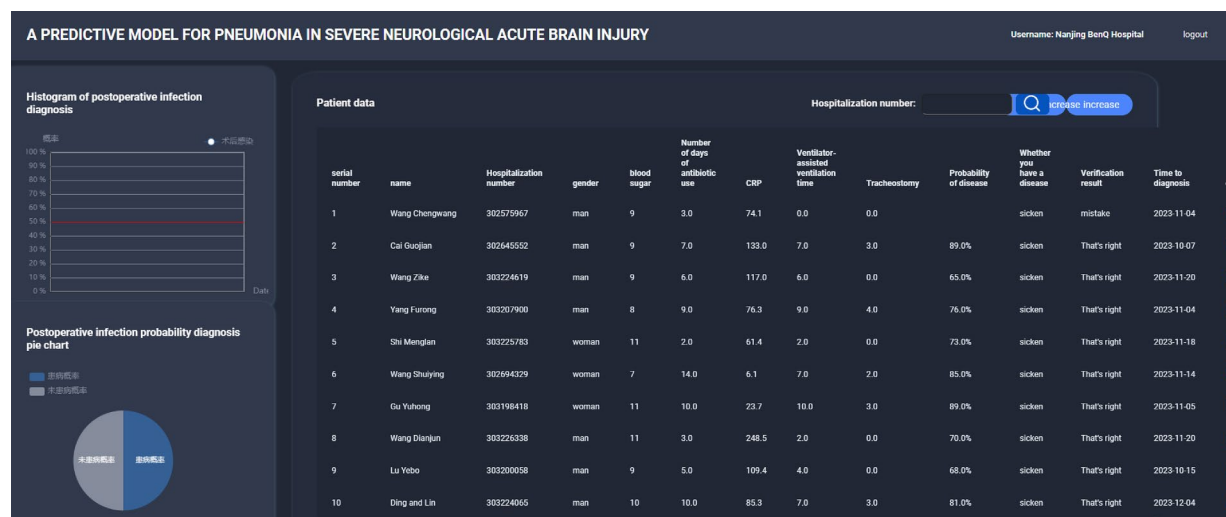 A PREDICTIVE MODEL FOR PNEUMONIA IN SEVERE NEUROLOGICAL ACUTE BRAIN INJURY
Username: Nanjing BenQ Hospital
logout
Histogram of postoperative infection
diagnosis
概率
术后感染
100 %
90 %
80 %
70 %
60 %
50 %
40 %
30 %
20 %
10 %
0 %
Date
Postoperative infection probability diagnosis
pie chart
患病概率
未患病概率
未患病概率 患病概率
Patient data
Hospitalization number:
crease increase
serial number name Hospitalization number gender blood sugar Number of days of antibiotic use CRP Ventilator-assisted ventilation time Tracheostomy Probability of disease Whether you have a disease Verification result Time to diagnosis
1 Wang Chengwang 302575967 man 9 3.0 74.1 0.0 0.0 sicken mistake 2023-11-04
2 Cai Guojian 302645552 man 9 7.0 133.0 7.0 3.0 89.0% sicken That's right 2023-10-07
3 Wang Zike 303224619 man 9 6.0 117.0 6.0 0.0 65.0% sicken That's right 2023-11-20
4 Yang Furong 303207900 man 8 9.0 76.3 9.0 4.0 76.0% sicken That's right 2023-11-04
5 Shi Menglan 303225783 woman 11 2.0 61.4 2.0 0.0 73.0% sicken That's right 2023-11-18
6 Wang Shuiying 302694329 woman 7 14.0 6.1 7.0 2.0 85.0% sicken That's right 2023-11-14
7 Gu Yuhong 303198418 woman 11 10.0 23.7 10.0 3.0 89.0% sicken That's right 2023-11-05
8 Wang Dianjun 303226338 man 11 3.0 248.5 2.0 0.0 70.0% sicken That's right 2023-11-20
9 Lu Yebo 303200058 man 9 5.0 109.4 4.0 0.0 68.0% sicken That's right 2023-10-15
10 Ding and Lin 303224065 man 10 10.0 85.3 7.0 3.0 81.0% sicken That's right 2023-12-04